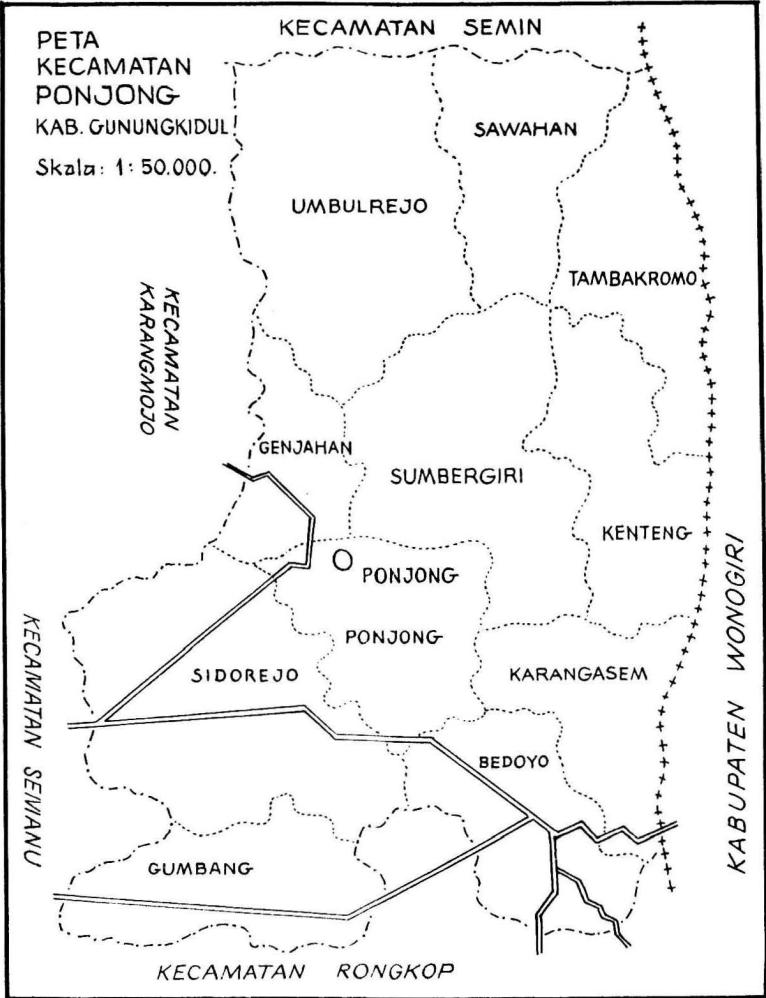 PETA
KECAMATAN
PONJONG
KAB. GUNUNGKIDUL
Skala: 1: 50.000.
KECAMATAN SEMIN
SAWAHAN
UMBULREJO
TAMBAKROMO
KECAMATAN
KARANGMOJO
GENJAHAN
SUMBERGIRI
KENTENG
PONJONG
PONJONG
SIDOREJO
KARANGASEM
KECAMATAN SEMANU
KABUPATEN WONOGIRI
BEDOYO
GUMBANG
KECAMATAN RONGKOP